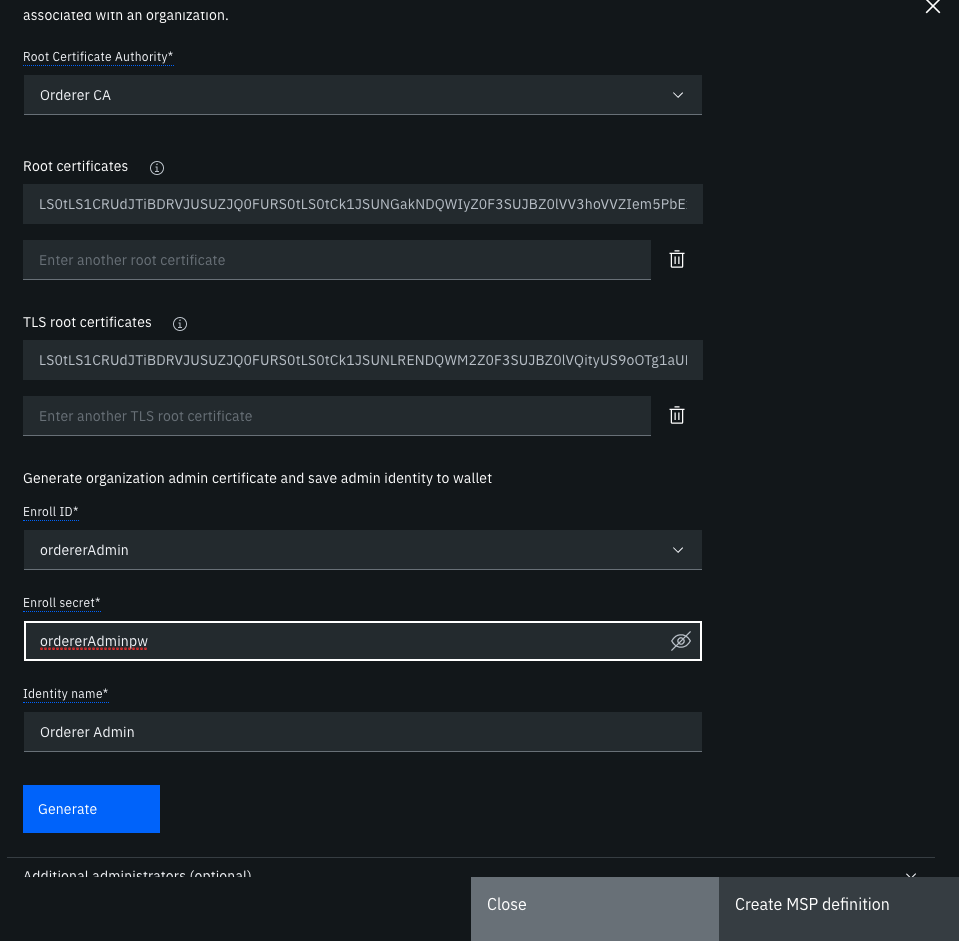 associated with an organization.
Root Certificate Authority*
Orderer CA
Root certificates
LS0tLS1CRUdJTiBDRVJUSUZJQ0FURS0tLS0tCk1JSUNGakNDQWIyZ0F3SUJBZ0lVV3hoVVZIem5PbE
Enter another root certificate
TLS root certificates
LS0tLS1CRUdJTiBDRVJUSUZJQ0FURS0tLS0tCk1JSUNLRENDQWM2Z0F3SUJBZ0lVQityUS9oOTg1aU
Enter another TLS root certificate
Generate organization admin certificate and save admin identity to wallet
Enroll ID*
ordererAdmin
Enroll secret*
ordererAdminpw
Identity name*
Orderer Admin
Generate
Additional administrators (optional)
Close
Create MSP definition